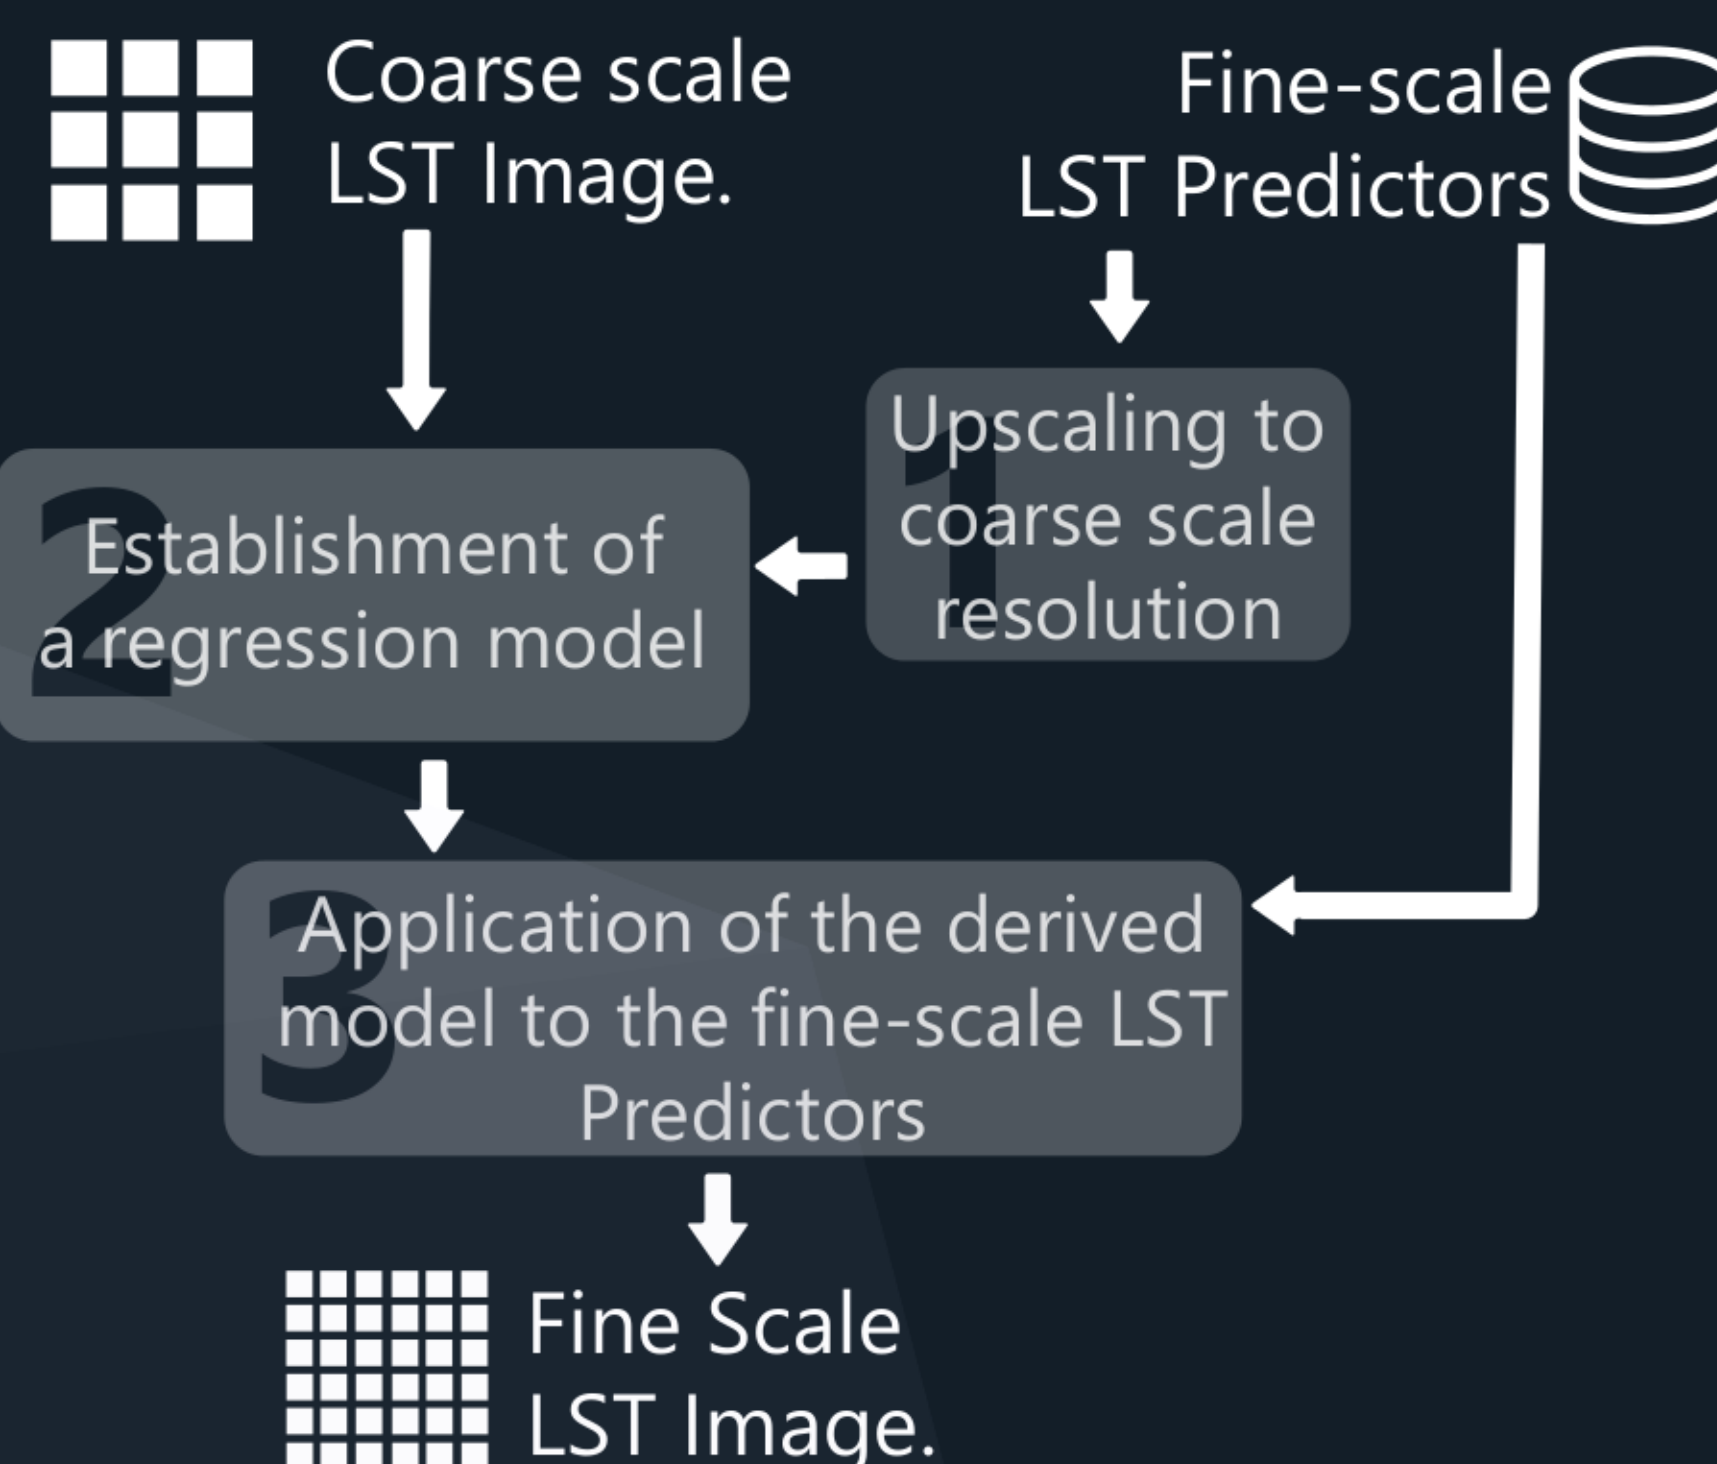 Coarse scale
LST Image.
Fine-scale
LST Predictors
1
Upscaling to
coarse scale
resolution
2
Establishment of
a regression model
3
Application of the derived
model to the fine-scale LST
Predictors
Fine Scale
LST Image.